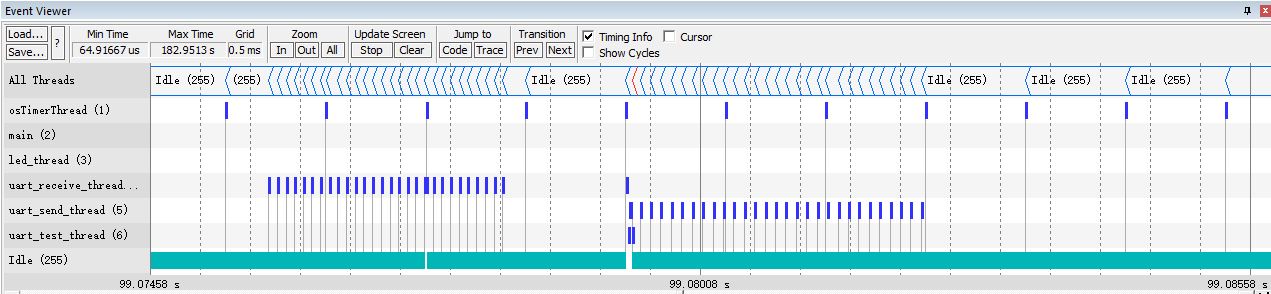 Event Viewer
Load... Min Time Max Time Grid Zoom Update Screen Jump to Transition Timing Info Cursor
Save... ? 64.91667 us 182.9513 s 0.5 ms In Out All Stop Clear Code Trace Prev Next Show Cycles
All Threads Idle (255) (255) Idle (255) Idle (255) Idle (255) Idle (255)
osTimerThread (1)
main (2)
led_thread (3)
uart_receive_thread...
uart_send_thread (5)
uart_test_thread (6)
Idle (255)
99.07458 s 99.08008 s 99.08558 s